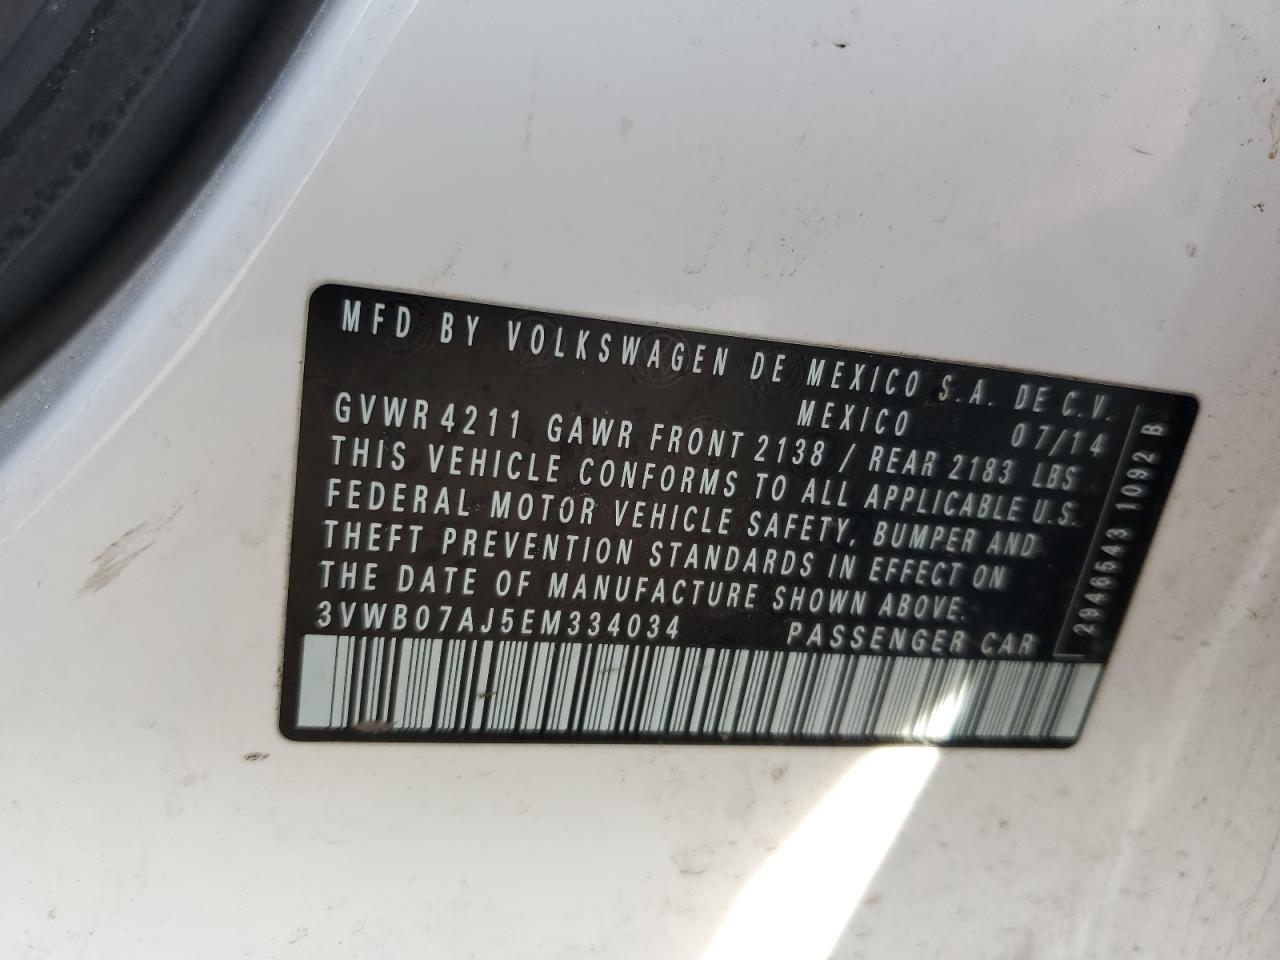 MFD BY VOLKSWAGEN DE MEXICO S.A. DE C.V.
MEXICO 07/14
GVWR 4211 GAWR FRONT 2138 / REAR 2183 LBS
THIS VEHICLE CONFORMS TO ALL APPLICABLE U.S.
FEDERAL MOTOR VEHICLE SAFETY, BUMPER AND
THEFT PREVENTION STANDARDS IN EFFECT ON
THE DATE OF MANUFACTURE SHOWN ABOVE.
3VWB07AJ5EM334034 PASSENGER CAR
2946543 1092 B